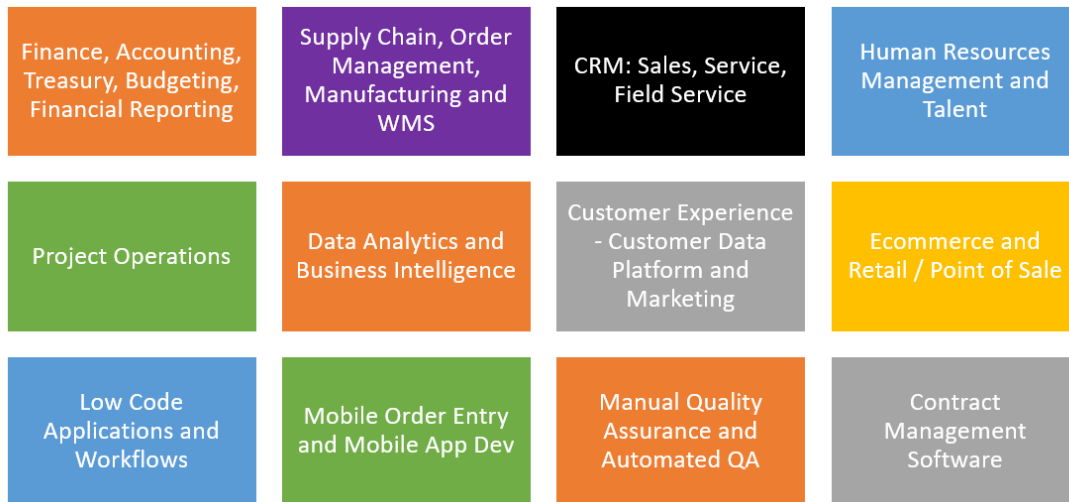 Finance, Accounting,
Treasury, Budgeting,
Financial Reporting
Supply Chain, Order
Management,
Manufacturing and
WMS
CRM: Sales, Service,
Field Service
Human Resources
Management and
Talent
Project Operations
Data Analytics and
Business Intelligence
Customer Experience
- Customer Data
Platform and
Marketing
Ecommerce and
Retail / Point of Sale
Low Code
Applications and
Workflows
Mobile Order Entry
and Mobile App Dev
Manual Quality
Assurance and
Automated QA
Contract
Management
Software